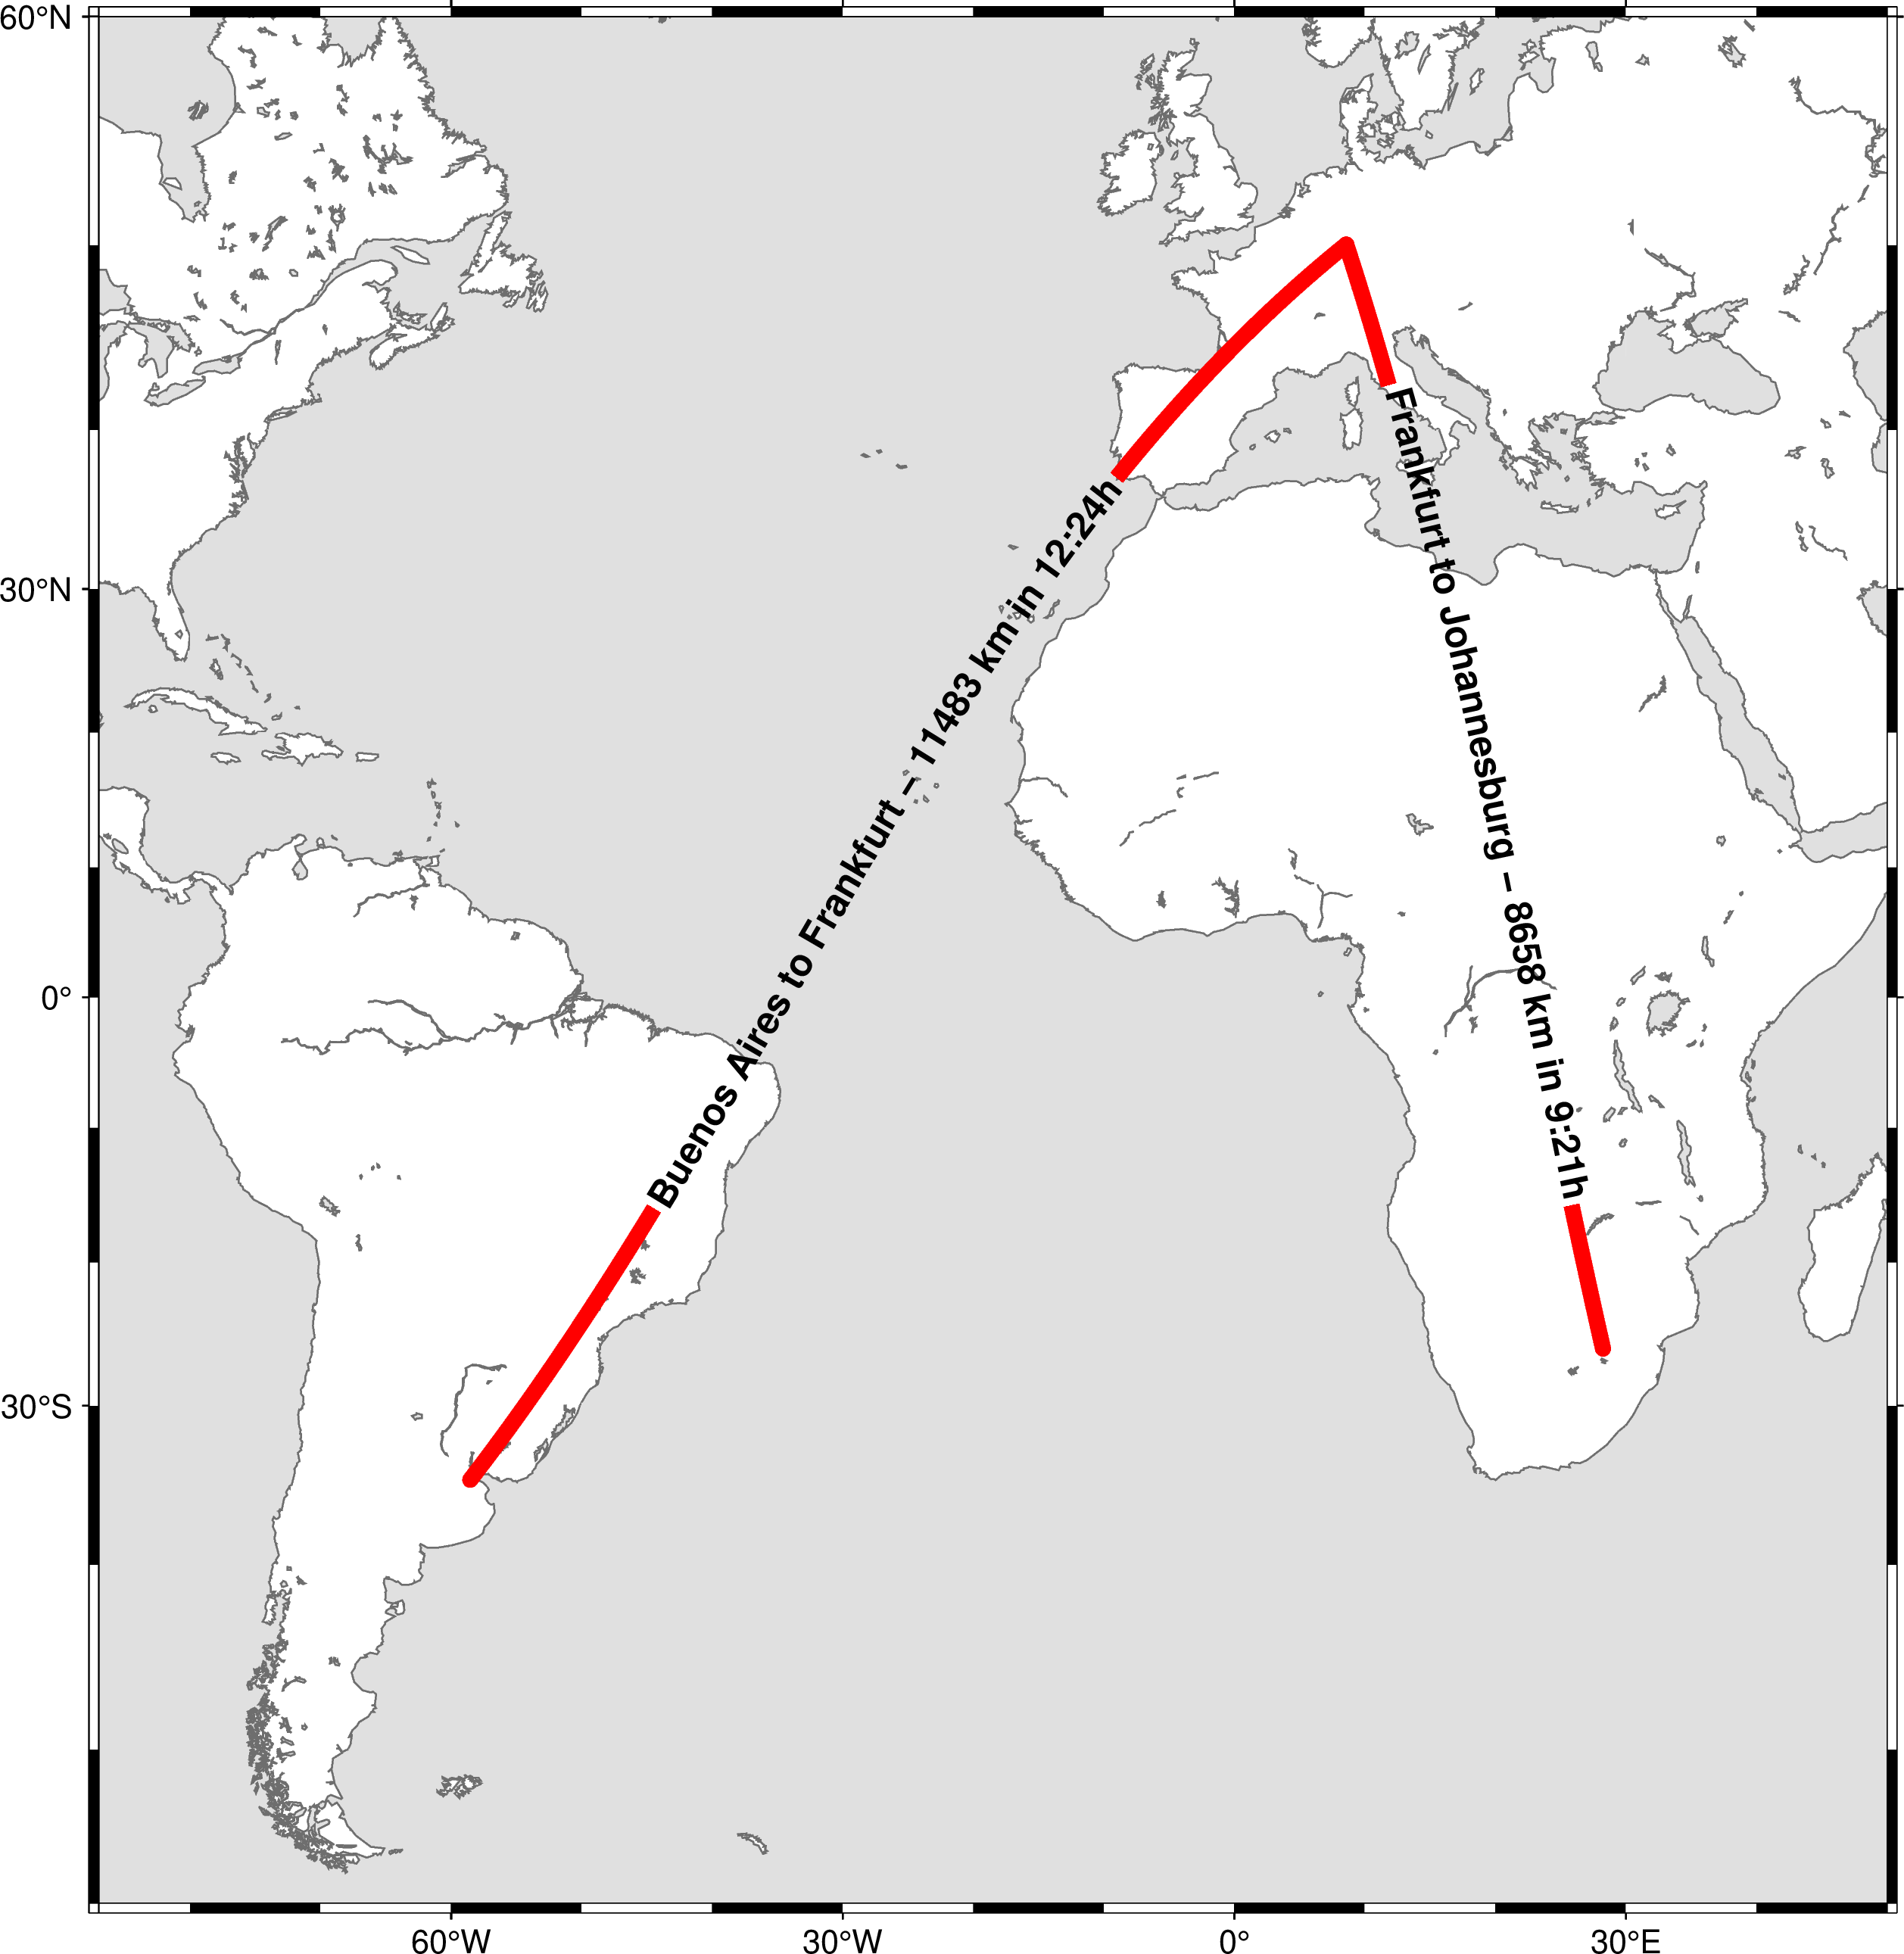 60°N
30°N
0°
30°S
60°W
30°W
0°
30°E
Buenos Aires to Frankfurt – 11483 km in 12:24h
Frankfurt to Johannesburg – 8658 km in 9:21h